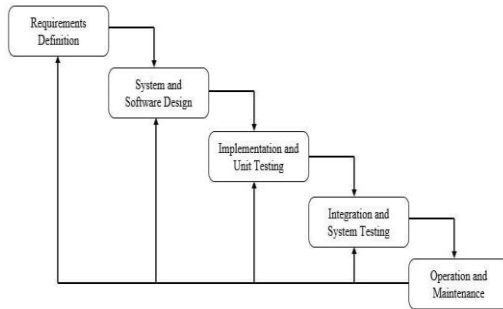 Requirements
Definition
System and
Software Design
Implementation and
Unit Testing
Integration and
System Testing
Operation and
Maintenance